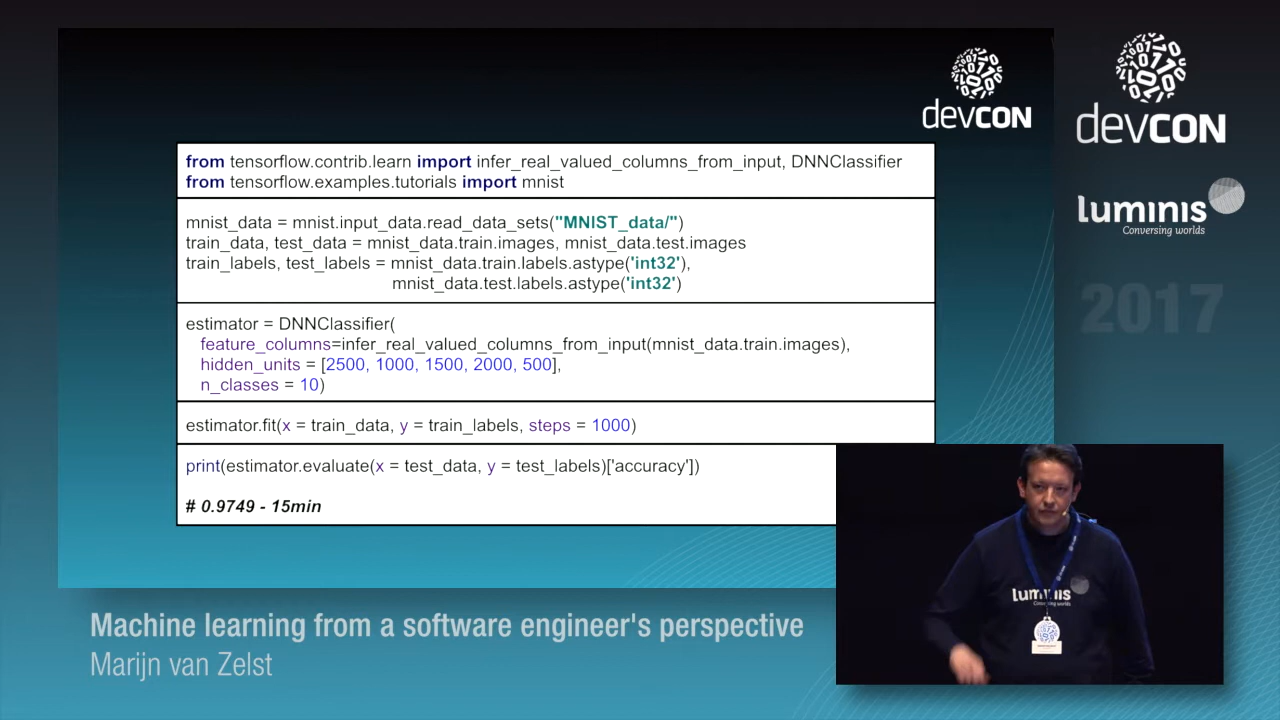 devCON
devCON
luminis
Conversing worlds
2017
from tensorflow.contrib.learn import infer_real_valued_columns_from_input, DNNClassifier
from tensorflow.examples.tutorials import mnist
mnist_data = mnist.input_data.read_data_sets("MNIST_data/")
train_data, test_data = mnist_data.train.images, mnist_data.test.images
train_labels, test_labels = mnist_data.train.labels.astype('int32'),
mnist_data.test.labels.astype('int32')
estimator = DNNClassifier(
feature_columns=infer_real_valued_columns_from_input(mnist_data.train.images),
hidden_units = [2500, 1000, 1500, 2000, 500],
n_classes = 10)
estimator.fit(x = train_data, y = train_labels, steps = 1000)
print(estimator.evaluate(x = test_data, y = test_labels)['accuracy'])
# 0.9749 - 15min
luminis
Conversing worlds
Machine learning from a software engineer's perspective
Marijn van Zelst